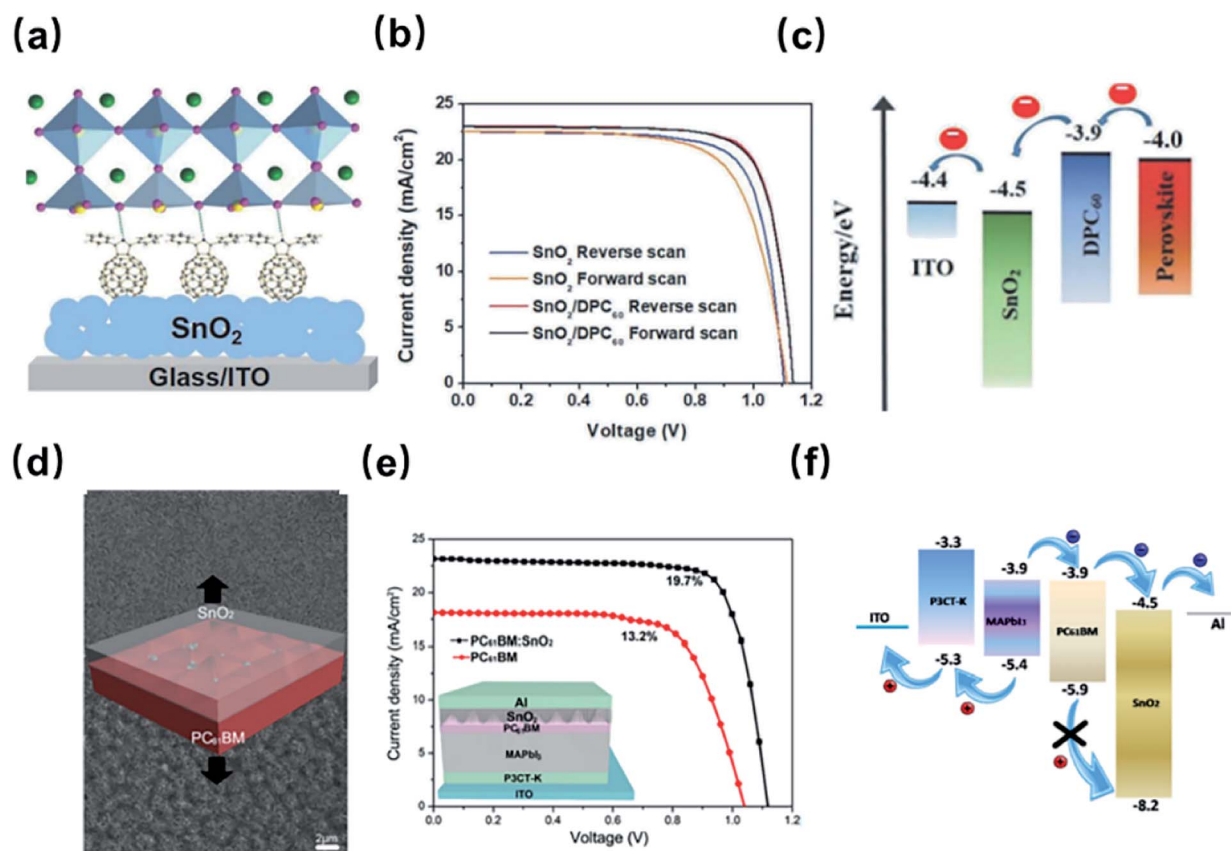 (a)
SnO₂
Glass/ITO
(b)
Current density (mA/cm²)
25
20
15
10
5
0
SnO₂ Reverse scan
SnO₂ Forward scan
SnO₂/DPC₆₀ Reverse scan
SnO₂/DPC₆₀ Forward scan
0.0 0.2 0.4 0.6 0.8 1.0 1.2
Voltage (V)
(c)
Energy/eV
-4.4
ITO
-4.5
SnO₂
-3.9
DPC₆₀
-4.0
Perovskite
(d)
SnO₂
PC₆₁BM
2μm
(e)
Current density (mA/cm²)
25
20
15
10
5
0
19.7%
13.2%
PC₆₁BM:SnO₂
PC₆₁BM
Al
SnO₂
PC₆₁BM
MAPbI₃
P3CT-K
ITO
0.0 0.2 0.4 0.6 0.8 1.0 1.2
Voltage (V)
(f)
ITO
-3.3
P3CT-K
-5.3
-3.9
MAPbI₃
-5.4
-3.9
PC₆₁BM
-5.9
-4.5
SnO₂
-8.2
Al